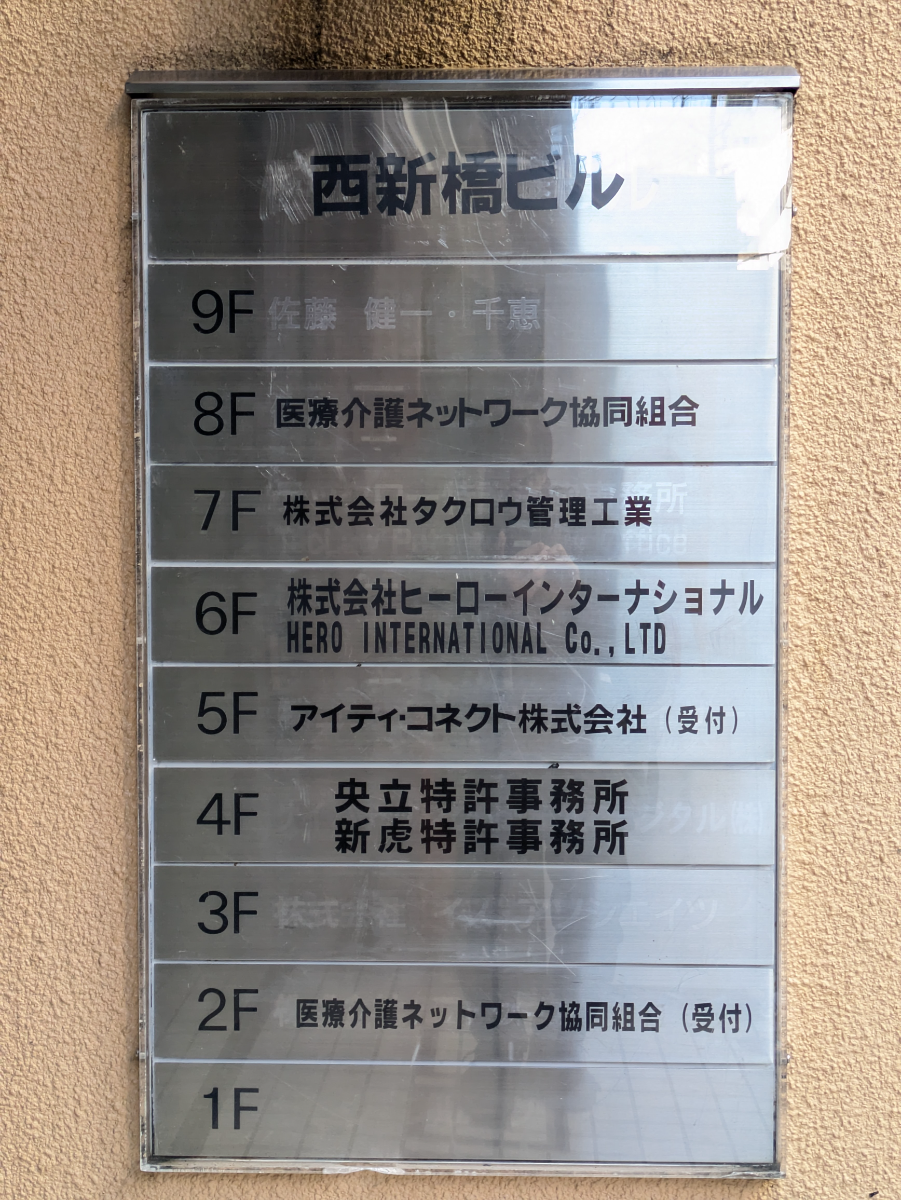 西新橋ビル
9F 佐藤 健一・千恵
8F 医療介護ネットワーク協同組合
7F 株式会社タクロウ管理工業
6F 株式会社ヒーローインターナショナル
HERO INTERNATIONAL Co.,LTD
5F アイティ・コネクト株式会社(受付)
4F 央立特許事務所
新虎特許事務所
3F 株式会社
2F 医療介護ネットワーク協同組合(受付)
1F